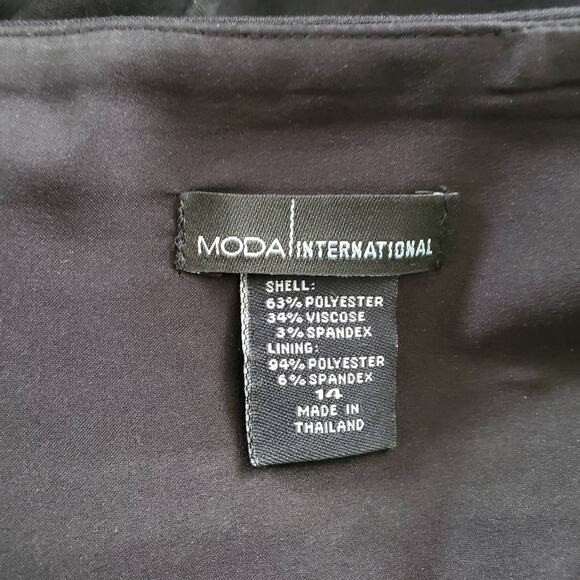 MODA INTERNATIONAL
SHELL:
63% POLYESTER
34% VISCOSE
3% SPANDEX
LINING:
94% POLYESTER
6% SPANDEX
14
MADE IN
THAILAND